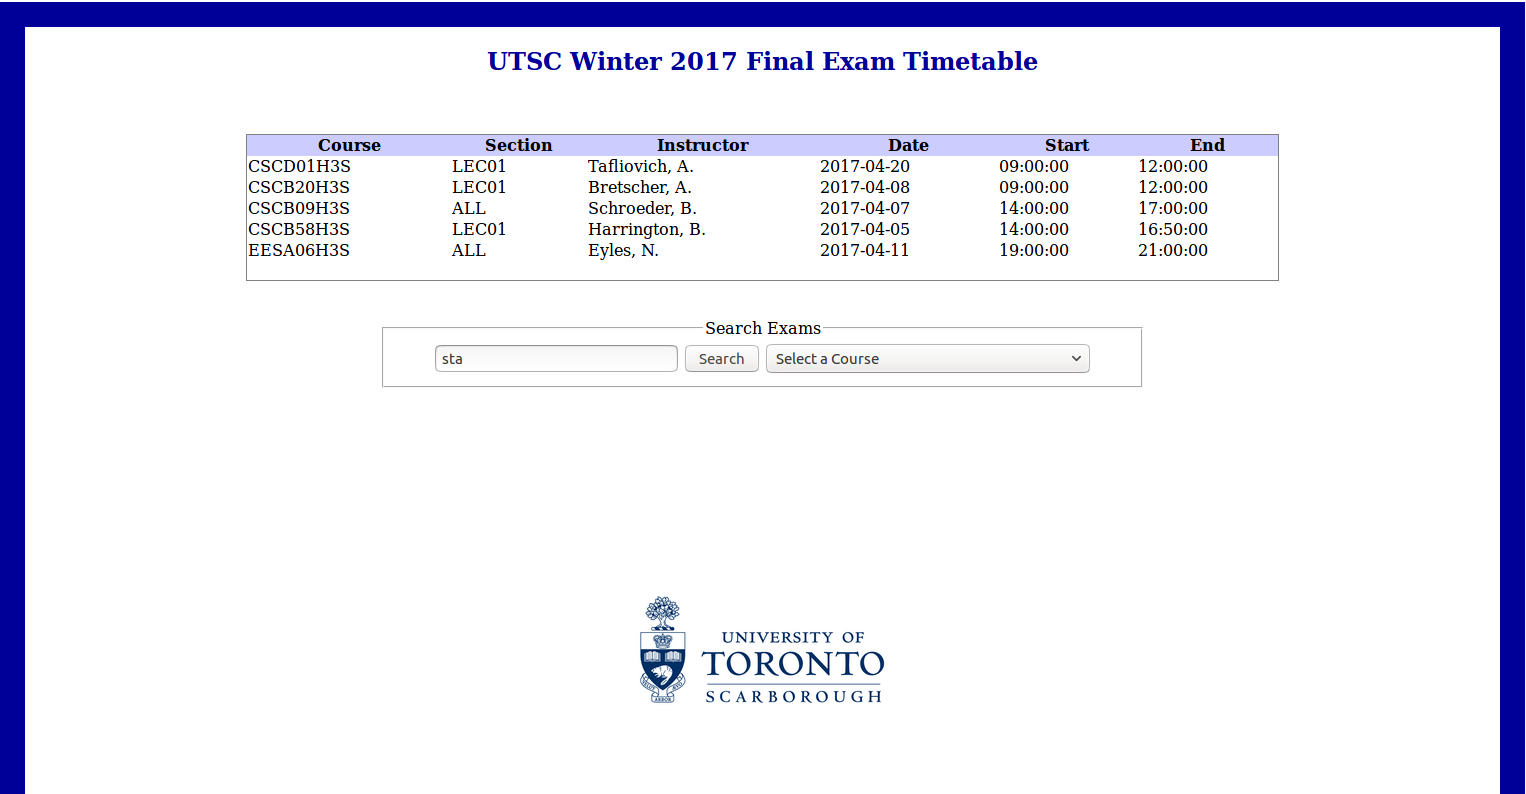 UTSC Winter 2017 Final Exam Timetable
Course Section Instructor Date Start End
CSCD01H3S LEC01 Tafliovich, A. 2017-04-20 09:00:00 12:00:00
CSCB20H3S LEC01 Bretscher, A. 2017-04-08 09:00:00 12:00:00
CSCB09H3S ALL Schroeder, B. 2017-04-07 14:00:00 17:00:00
CSCB58H3S LEC01 Harrington, B. 2017-04-05 14:00:00 16:50:00
EESA06H3S ALL Eyles, N. 2017-04-11 19:00:00 21:00:00
Search Exams
sta Search Select a Course
UNIVERSITY OF
TORONTO
SCARBOROUGH